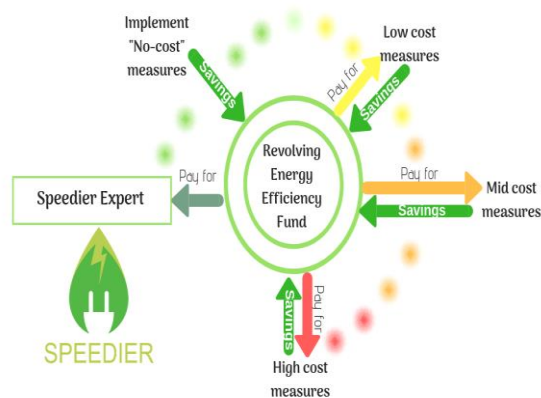 Implement
"No-cost"
measures
Savings
Low cost
measures
Pay for
Savings
Revolving
Energy
Efficiency
Fund
Pay for
Speedier Expert
Pay for
Savings
Mid cost
measures
Savings
Pay for
High cost
measures
SPEEDIER